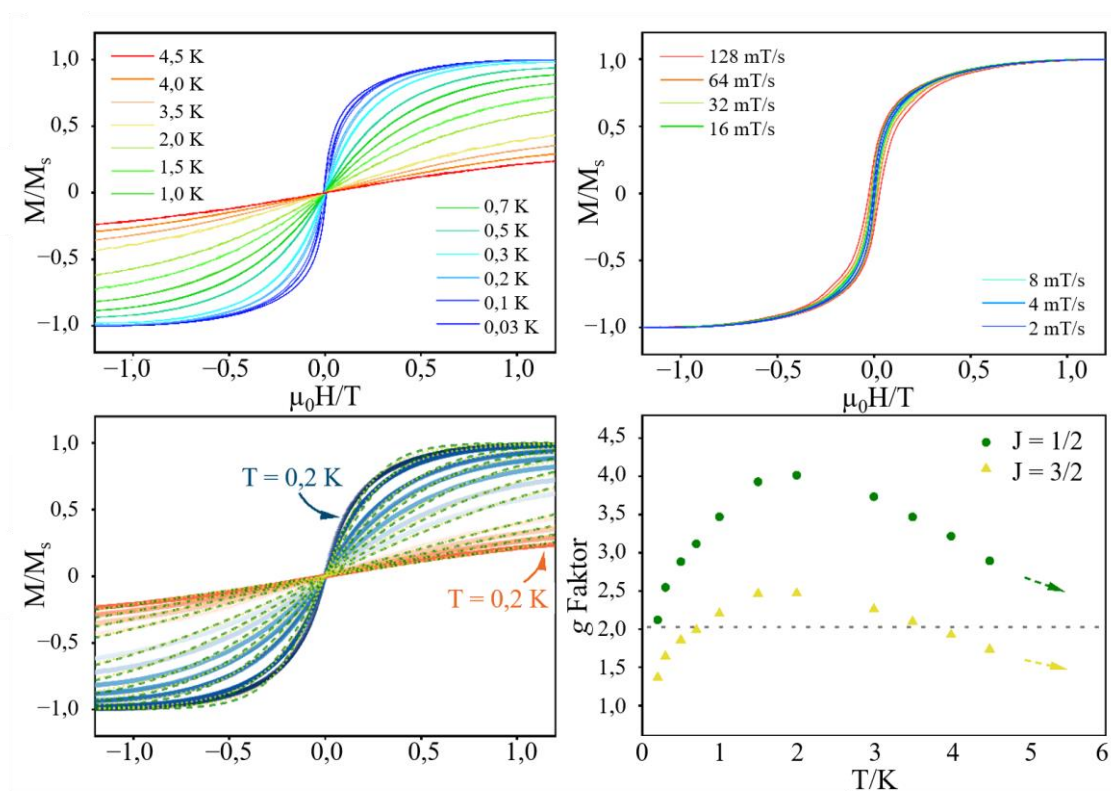 M/Mₛ
1,0
0,5
0
−0,5
−1,0
4,5 K
4,0 K
3,5 K
2,0 K
1,5 K
1,0 K
0,7 K
0,5 K
0,3 K
0,2 K
0,1 K
0,03 K
−1,0 −0,5 0,0 0,5 1,0
μ₀H/T
M/Mₛ
1,0
0,5
0
−0,5
−1,0
128 mT/s
64 mT/s
32 mT/s
16 mT/s
8 mT/s
4 mT/s
2 mT/s
−1,0 −0,5 0,0 0,5 1,0
μ₀H/T
M/Mₛ
1,0
0,5
0
−0,5
−1,0
T = 0,2 K
T = 0,2 K
−1,0 −0,5 0,0 0,5 1,0
g Faktor
4,5
4,0
3,5
3,0
2,5
2,0
1,5
1,0
J = 1/2
J = 3/2
0 1 2 3 4 5 6
T/K